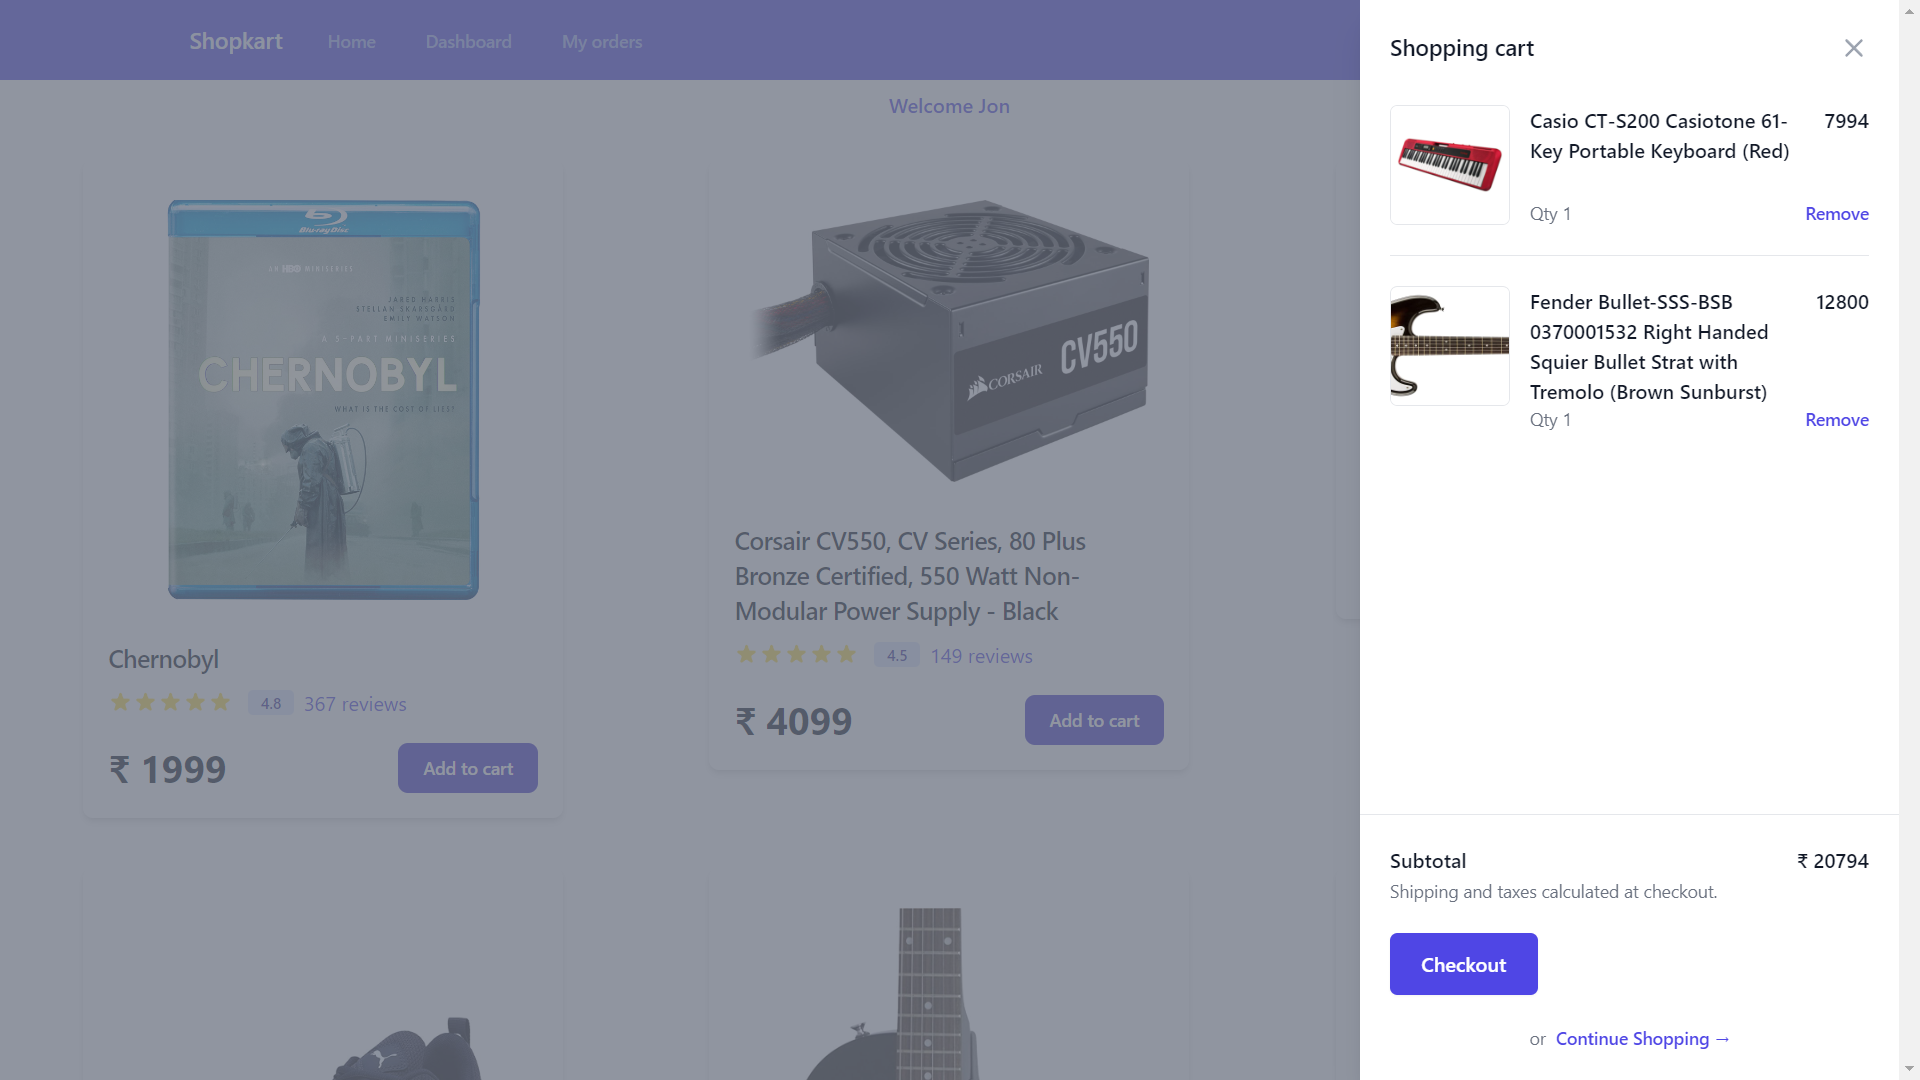 Shopkart Home Dashboard My orders
Welcome Jon
Blu-ray Disc
AN HBO MINISERIES
JARED HARRIS
STELLAN SKARSGÅRD
EMILY WATSON
A 5-PART MINISERIES
CHERNOBYL
WHAT IS THE COST OF LIES?
Chernobyl
4.8 367 reviews
₹ 1999 Add to cart
CORSAIR CV550
Corsair CV550, CV Series, 80 Plus
Bronze Certified, 550 Watt Non-
Modular Power Supply - Black
4.5 149 reviews
₹ 4099 Add to cart
Shopping cart
Casio CT-S200 Casiotone 61- 7994
Key Portable Keyboard (Red)
Qty 1 Remove
Fender Bullet-SSS-BSB 12800
0370001532 Right Handed
Squier Bullet Strat with
Tremolo (Brown Sunburst)
Qty 1 Remove
Subtotal ₹ 20794
Shipping and taxes calculated at checkout.
Checkout
or Continue Shopping →